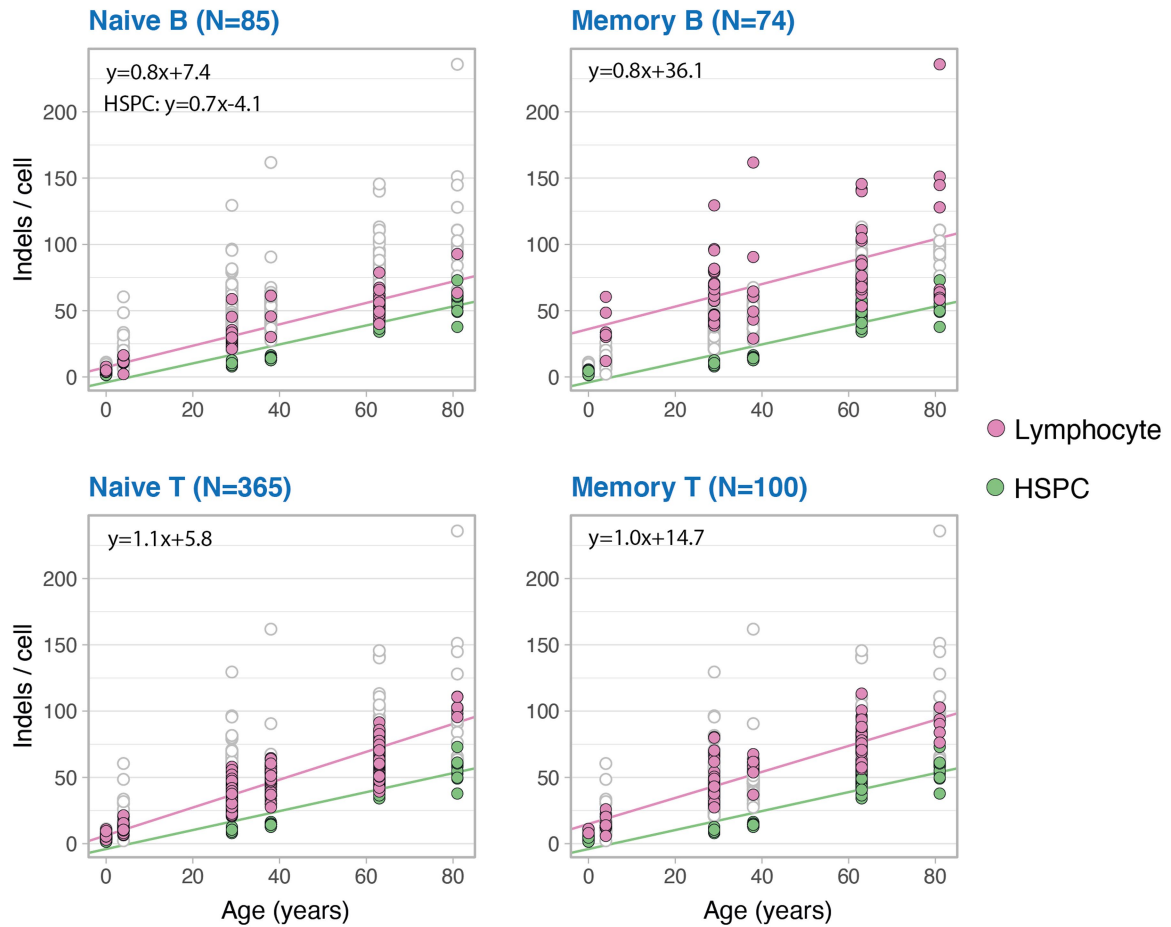 Naive B (N=85)
Memory B (N=74)
y=0.8x+7.4
HSPC: y=0.7x-4.1
y=0.8x+36.1
Indels / cell
200
150
100
50
0
200
150
100
50
0
0 20 40 60 80
0 20 40 60 80
Lymphocyte
HSPC
Naive T (N=365)
Memory T (N=100)
y=1.1x+5.8
y=1.0x+14.7
Indels / cell
200
150
100
50
0
200
150
100
50
0
0 20 40 60 80
0 20 40 60 80
Age (years)
Age (years)